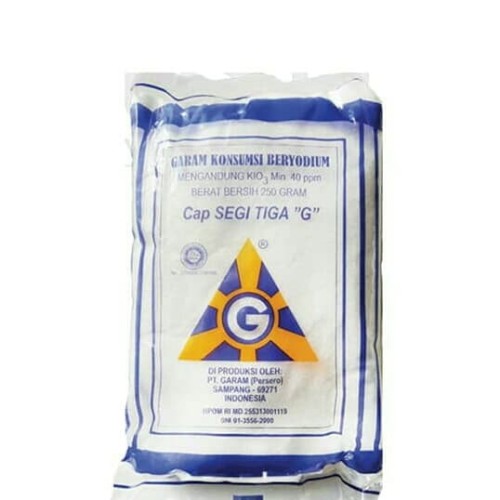 GARAM KONSUMSI BERYODIUM
MENGANDUNG KIO3 Min. 40 ppm
BERAT BERSIH 250 GRAM
Cap SEGI TIGA "G"
®
G
DI PRODUKSI OLEH:
PT. GARAM (Persero)
SAMPANG - 69271
INDONESIA
BPOM RI MD 255313001119
SNI 01-3556-2000